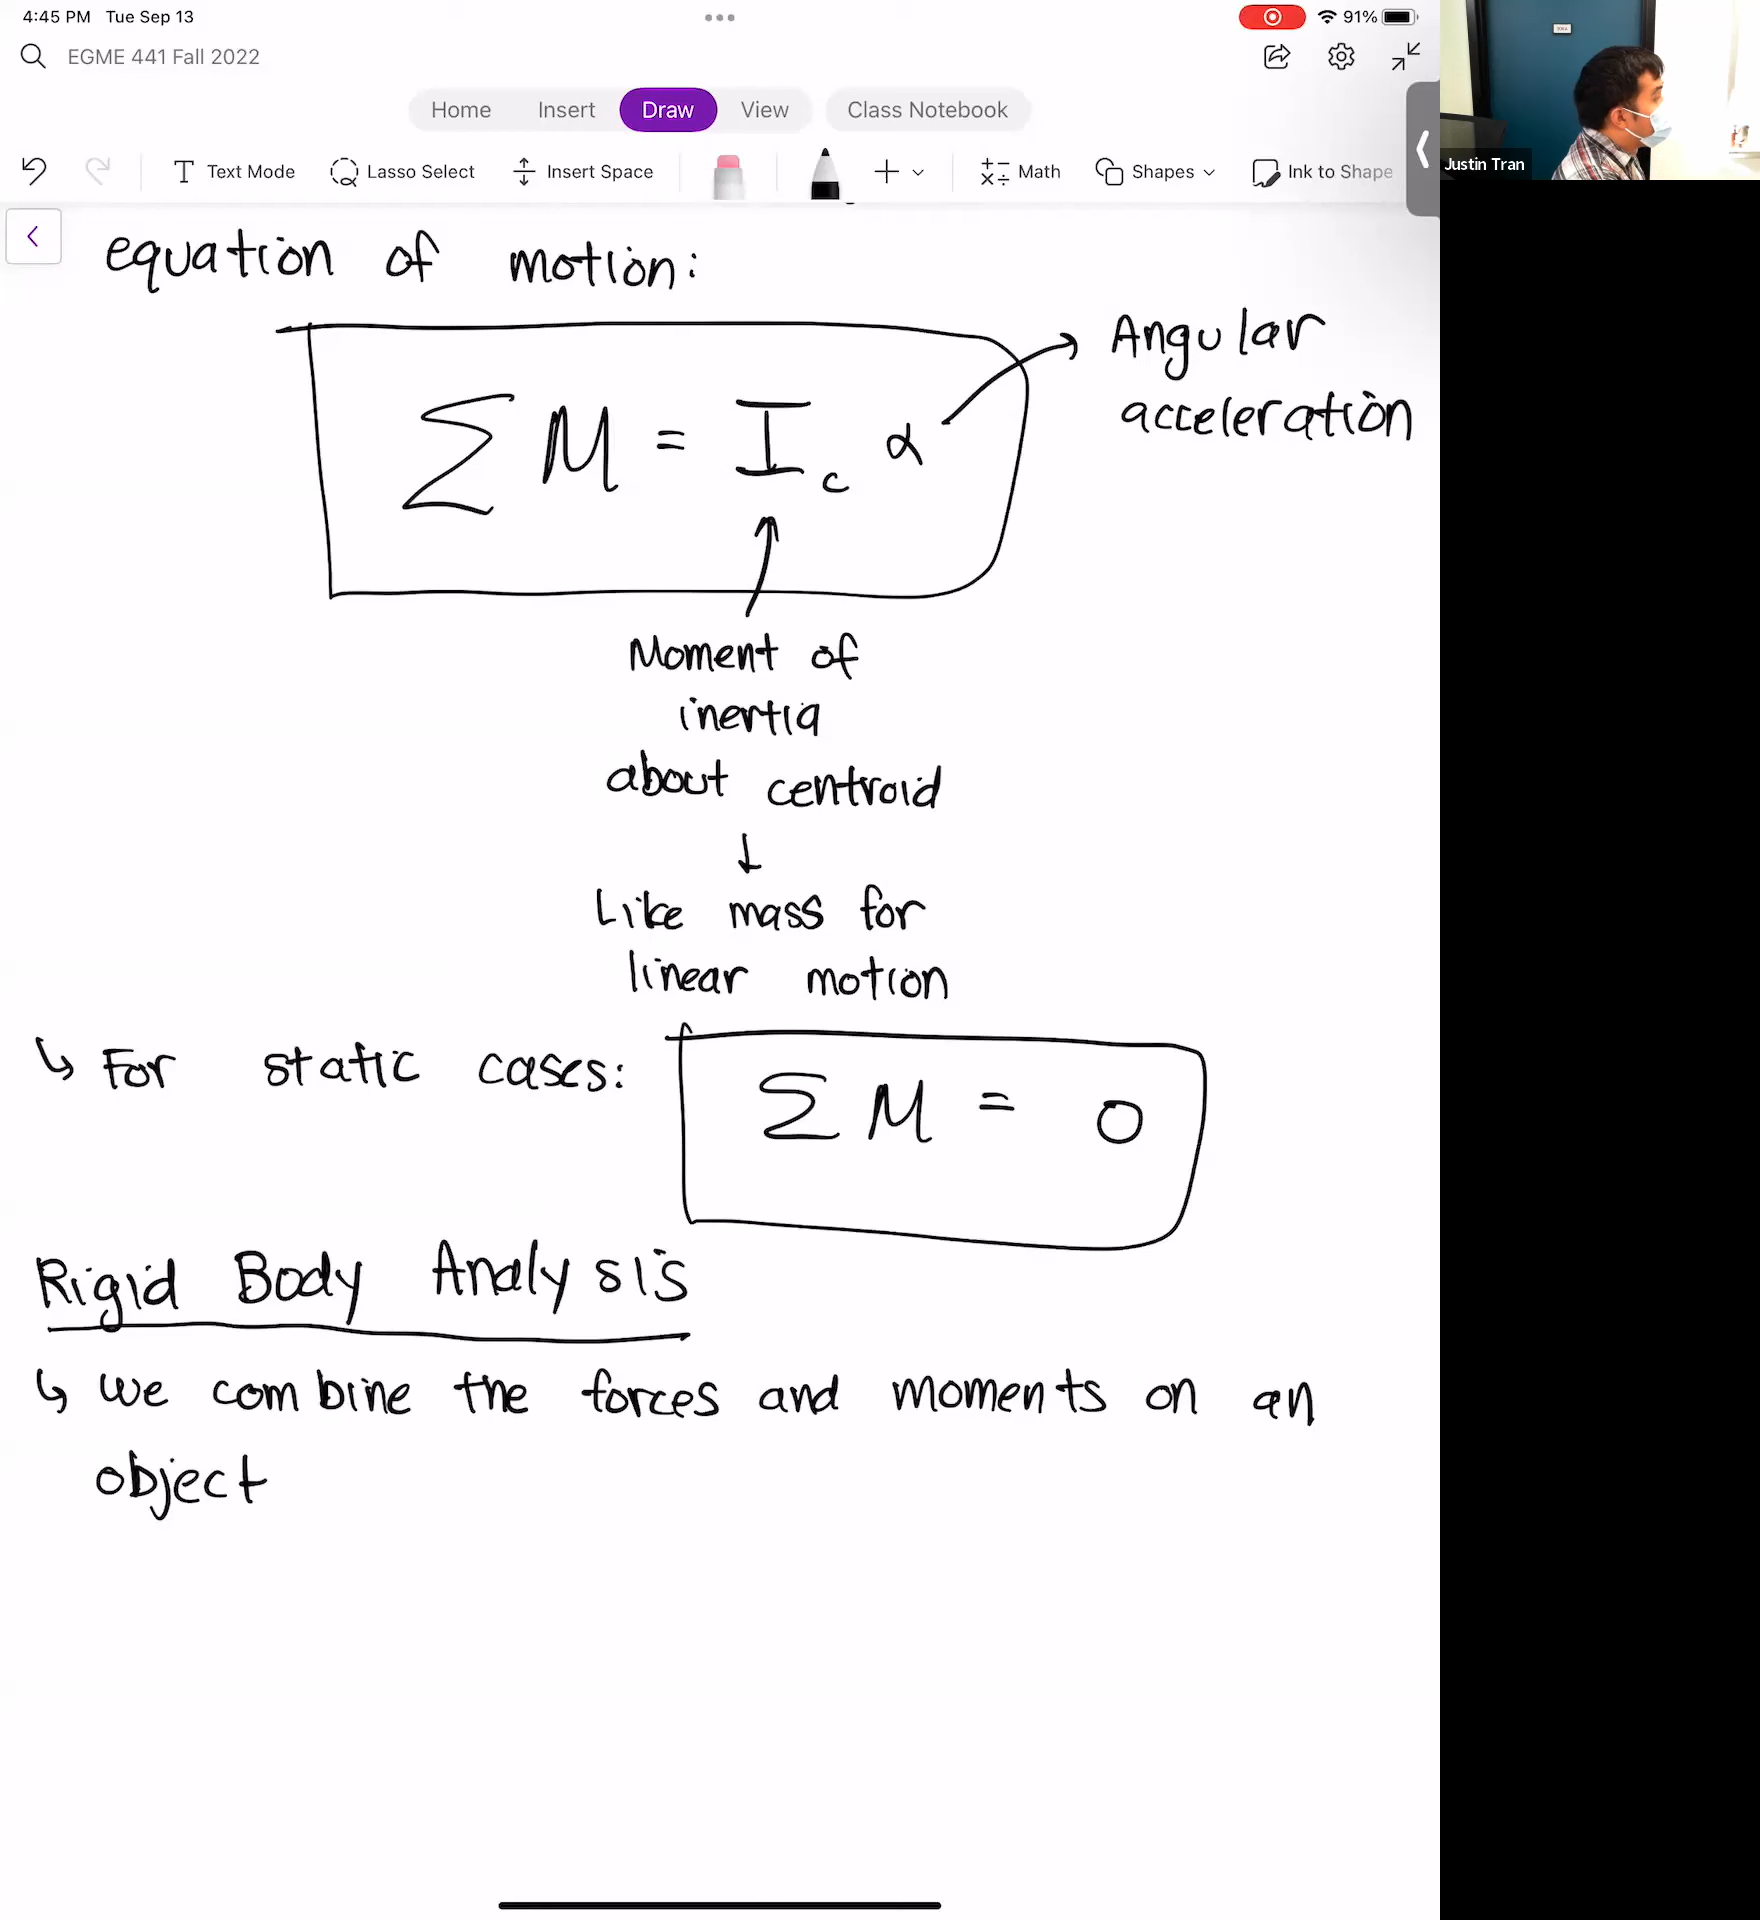 4:45 PM Tue Sep 13
91%
EGME 441 Fall 2022
Home Insert Draw View Class Notebook
Text Mode Lasso Select Insert Space Math Shapes Ink to Shape
Justin Tran
equation of motion:
∑ M = I_c α
Angular
acceleration
Moment of
inertia
about centroid
↓
Like mass for
linear motion
↳ For static cases:
∑ M = 0
Rigid Body Analysis
↳ we combine the forces and moments on an
object